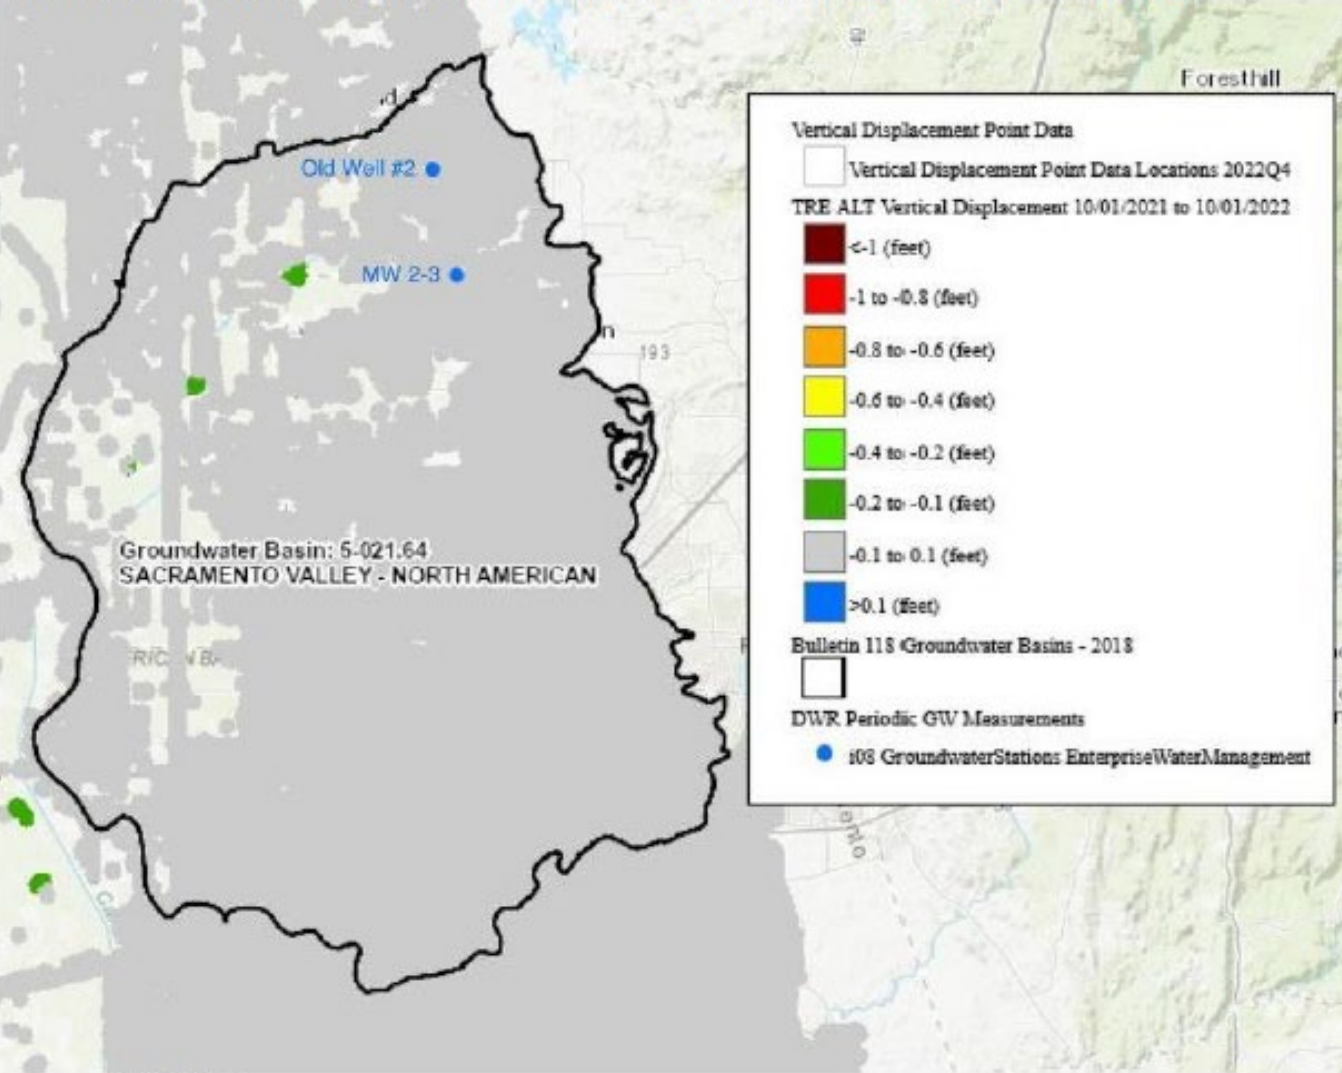 Foresthill
Vertical Displacement Point Data
Vertical Displacement Point Data Locations 2022Q4
TRE ALT Vertical Displacement 10/01/2021 to 10/01/2022
<-1 (feet)
-1 to -0.8 (feet)
-0.8 to -0.6 (feet)
-0.6 to -0.4 (feet)
-0.4 to -0.2 (feet)
-0.2 to -0.1 (feet)
-0.1 to 0.1 (feet)
>0.1 (feet)
Bulletin 118 Groundwater Basins - 2018
DWR Periodic GW Measurements
i08 GroundwaterStations EnterpriseWaterManagement
Old Well #2
MW 2-3
193
Groundwater Basin: 5-021.64
SACRAMENTO VALLEY - NORTH AMERICAN